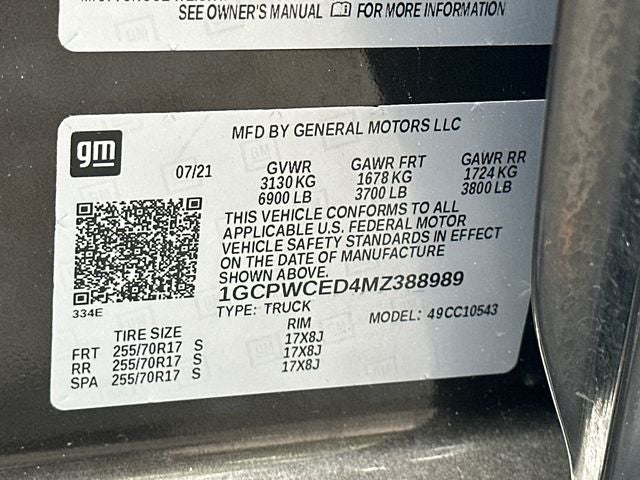 SEE OWNER'S MANUAL FOR MORE INFORMATION
gm
MFD BY GENERAL MOTORS LLC
07/21 GVWR GAWR FRT GAWR RR
3130 KG 1678 KG 1724 KG
6900 LB 3700 LB 3800 LB
THIS VEHICLE CONFORMS TO ALL
APPLICABLE U.S. FEDERAL MOTOR
VEHICLE SAFETY STANDARDS IN EFFECT
ON THE DATE OF MANUFACTURE
SHOWN ABOVE.
334E
1GCPWCED4MZ388989
TYPE: TRUCK MODEL: 49CC10543
TIRE SIZE RIM
FRT 255/70R17 S 17X8J
RR 255/70R17 S 17X8J
SPA 255/70R17 S 17X8J